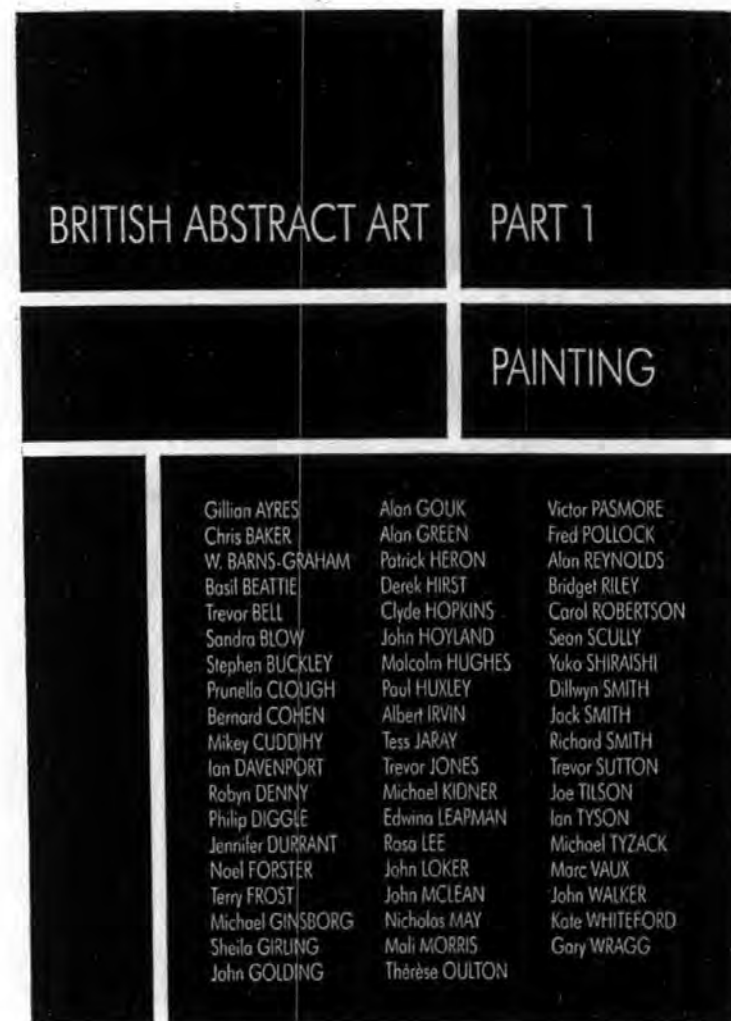 BRITISH ABSTRACT ART
PART 1
PAINTING
Gillian AYRES
Chris BAKER
W. BARNS-GRAHAM
Basil BEATTIE
Trevor BELL
Sandra BLOW
Stephen BUCKLEY
Prunella CLOUGH
Bernard COHEN
Mikey CUDDIHY
Ian DAVENPORT
Robyn DENNY
Philip DIGGLE
Jennifer DURRANT
Noel FORSTER
Terry FROST
Michael GINSBORG
Sheila GIRLING
John GOLDING
Alan GOUK
Alan GREEN
Patrick HERON
Derek HIRST
Clyde HOPKINS
John HOYLAND
Malcolm HUGHES
Paul HUXLEY
Albert IRVIN
Tess JARAY
Trevor JONES
Michael KIDNER
Edwina LEAPMAN
Rosa LEE
John LOKER
John MCLEAN
Nicholas MAY
Mali MORRIS
Thérèse OULTON
Victor PASMORE
Fred POLLOCK
Alan REYNOLDS
Bridget RILEY
Carol ROBERTSON
Sean SCULLY
Yuko SHIRAISHI
Dillwyn SMITH
Jack SMITH
Richard SMITH
Trevor SUTTON
Joe TILSON
Ian TYSON
Michael TYZACK
Marc VAUX
John WALKER
Kate WHITEFORD
Gary WRAGG